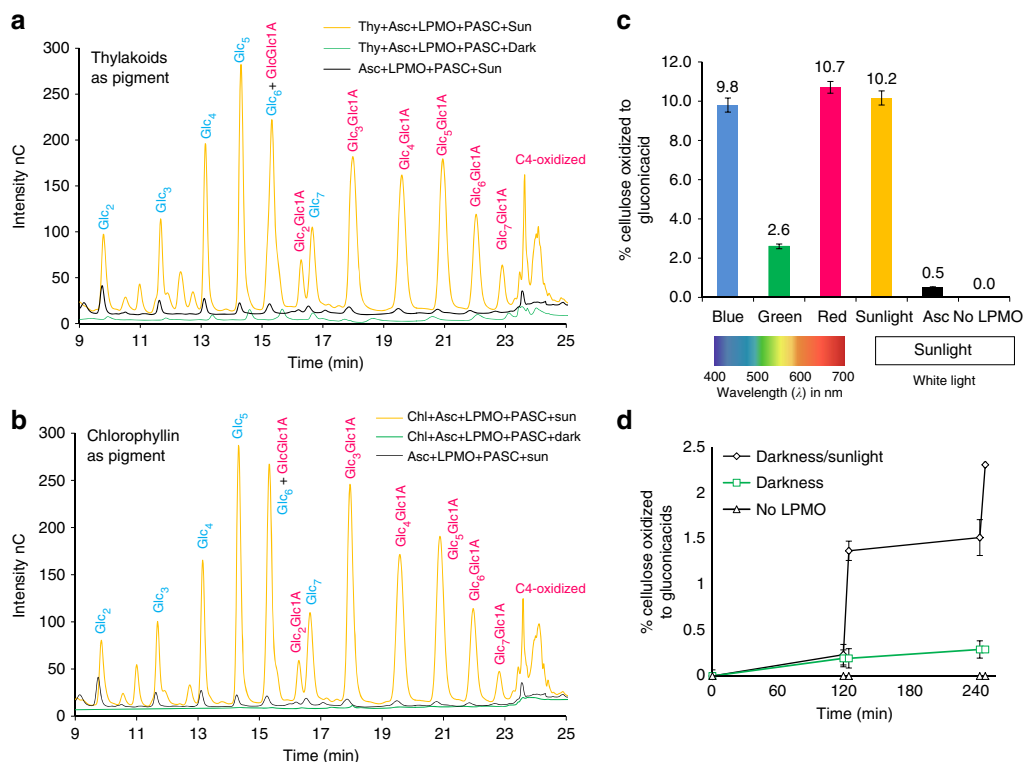 a
Thylakoids
as pigment
Thy+Asc+LPMO+PASC+Sun
Thy+Asc+LPMO+PASC+Dark
Asc+LPMO+PASC+Sun
Intensity nC
300
250
200
150
100
50
0
Glc2
Glc3
Glc4
Glc5
Glc6 + GlcGlc1A
Glc2Glc1A
Glc7
Glc3Glc1A
Glc4Glc1A
Glc5Glc1A
Glc6Glc1A
Glc7Glc1A
C4-oxidized
9 11 13 15 17 19 21 23 25
Time (min)
b
Chlorophyllin
as pigment
Chl+Asc+LPMO+PASC+sun
Chl+Asc+LPMO+PASC+dark
Asc+LPMO+PASC+sun
Intensity nC
300
250
200
150
100
50
0
Glc2
Glc3
Glc4
Glc5
Glc6 + GlcGlc1A
Glc2Glc1A
Glc7
Glc3Glc1A
Glc4Glc1A
Glc5Glc1A
Glc6Glc1A
Glc7Glc1A
C4-oxidized
9 11 13 15 17 19 21 23 25
Time (min)
c
% cellulose oxidized to
gluconicacid
12.0
10.0
8.0
6.0
4.0
2.0
0.0
9.8
2.6
10.7
10.2
0.5
0.0
Blue Green Red Sunlight Asc No LPMO
400 500 600 700
Wavelength (λ) in nm
Sunlight
White light
d
Darkness/sunlight
Darkness
No LPMO
% cellulose oxidized
to gluconicacids
2.5
2
1.5
1
0.5
0
0 60 120 180 240
Time (min)